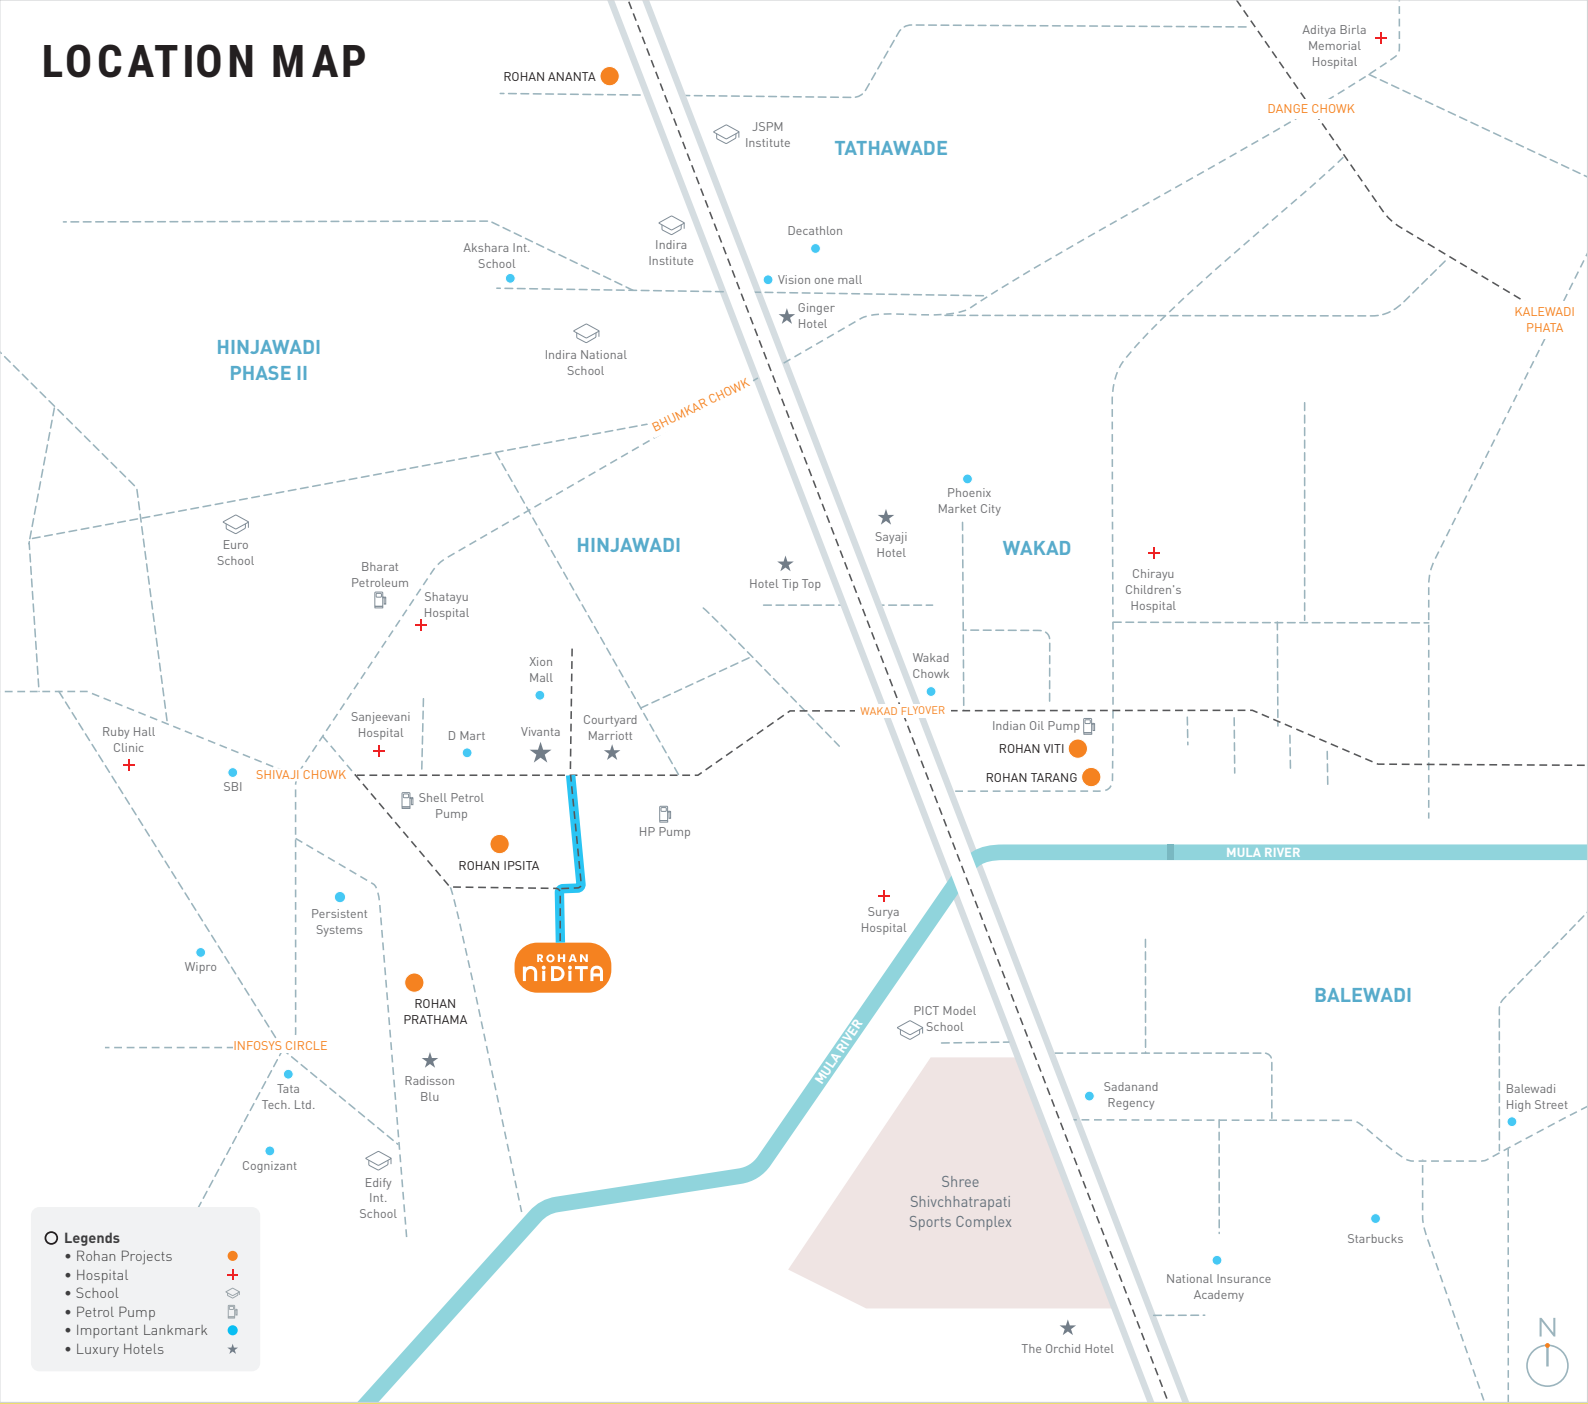 LOCATION MAP
ROHAN ANANTA
Aditya Birla
Memorial
Hospital
DANGE CHOWK
JSPM
Institute
TATAHAWADE
Indira
Institute
Akshara Int.
School
Decathlon
Vision one mall
Ginger
Hotel
KALEWADI
PHATA
HINJAWADI
PHASE II
Indira National
School
BHUMKAR CHOWK
Phoenix
Market City
Sayaji
Hotel
WAKAD
Euro
School
HINJAWADI
Hotel Tip Top
Chirayu
Children's
Hospital
Bharat
Petroleum
Shatayu
Hospital
Xion
Mall
Wakad
Chowk
WAKAD FLYOVER
Indian Oil Pump
ROHAN VITI
ROHAN TARANG
Ruby Hall
Clinic
SBI
SHIVAJI CHOWK
Sanjeevani
Hospital
D Mart
Vivanta
Courtyard
Marriott
Shell Petrol
Pump
HP Pump
ROHAN IPSITA
MULA RIVER
Persistent
Systems
Surya
Hospital
Wipro
ROHAN
NiDiTA
ROHAN
PRATHAMA
BALEWADI
PICT Model
School
MULA RIVER
INFOSYS CIRCLE
Tata
Tech. Ltd.
Radisson
Blu
Sadanand
Regency
Balewadi
High Street
Cognizant
Edify
Int.
School
Shree
Shivchhatrapati
Sports Complex
Starbucks
National Insurance
Academy
The Orchid Hotel
N
Legends
• Rohan Projects
• Hospital
• School
• Petrol Pump
• Important Lankmark
• Luxury Hotels